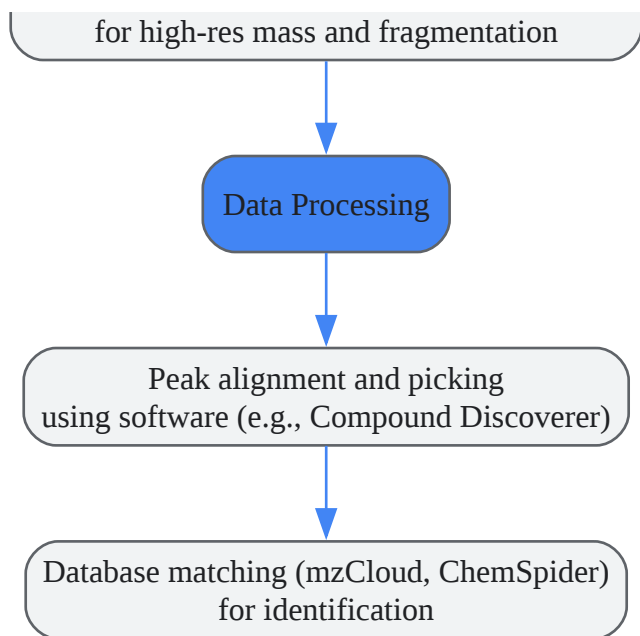 for high-res mass and fragmentation
Data Processing
Peak alignment and picking
using software (e.g., Compound Discoverer)
Database matching (mzCloud, ChemSpider)
for identification